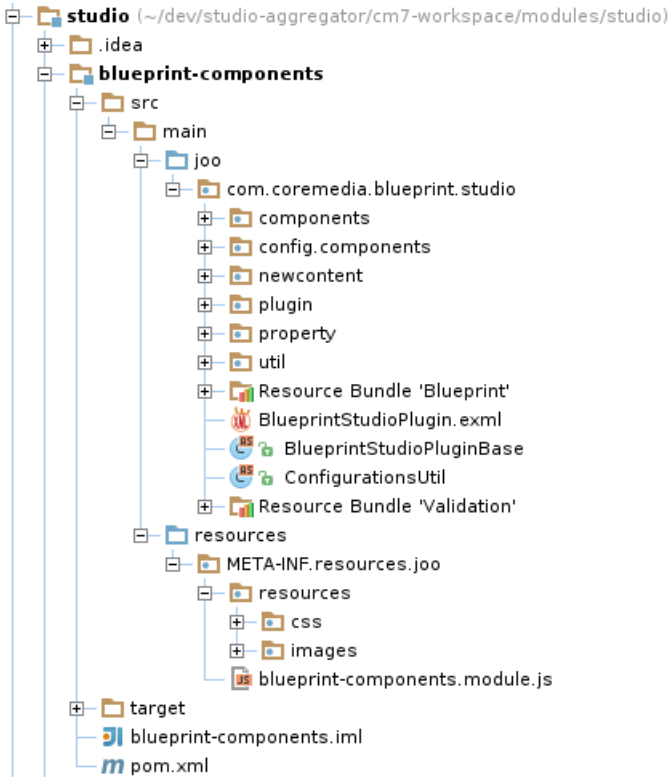 studio (~/dev/studio-aggregator/cm7-workspace/modules/studio)
.idea
blueprint-components
src
main
joo
com.coremedia.blueprint.studio
components
config.components
newcontent
plugin
property
util
Resource Bundle 'Blueprint'
BlueprintStudioPlugin.exml
BlueprintStudioPluginBase
ConfigurationsUtil
Resource Bundle 'Validation'
resources
META-INF.resources.joo
resources
css
images
blueprint-components.module.js
target
blueprint-components.iml
pom.xml